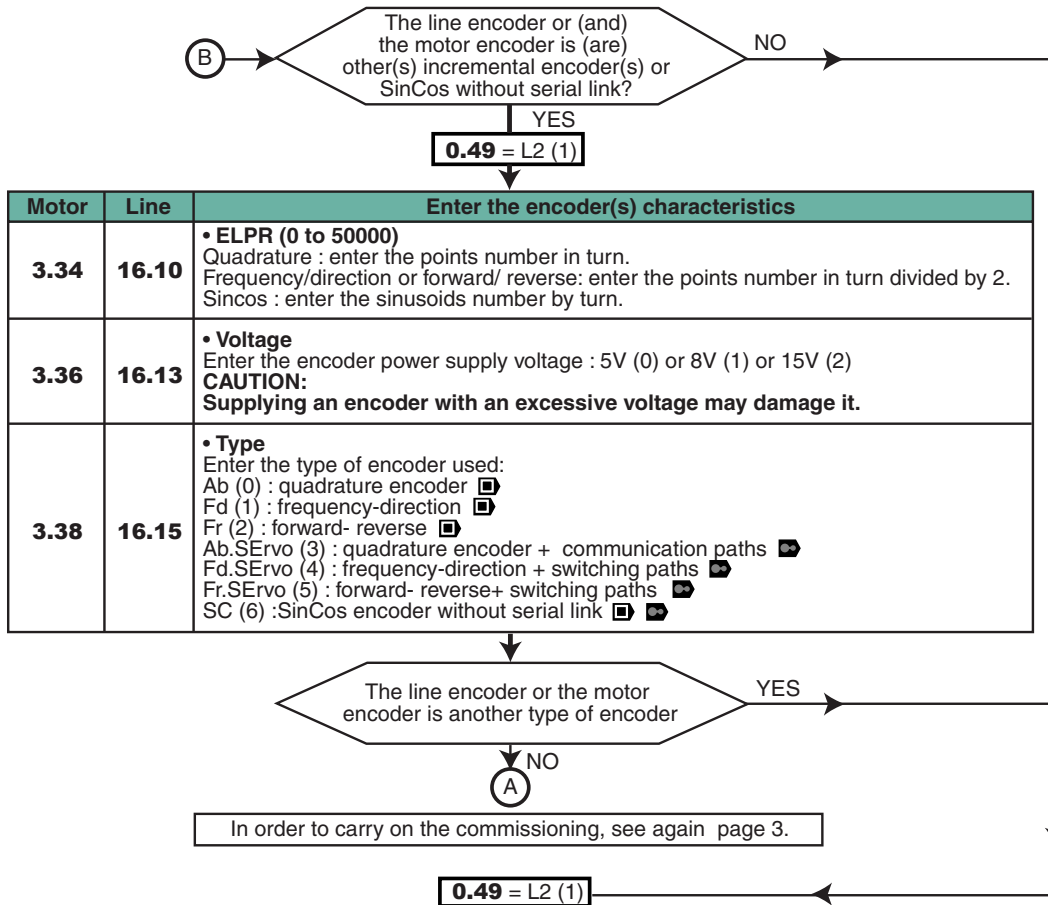 The line encoder or (and)
the motor encoder is (are)
other(s) incremental encoder(s) or
SinCos without serial link?
B
NO
YES
0.49 = L2 (1)
Motor Line Enter the encoder(s) characteristics
3.34 16.10
• ELPR (0 to 50000)
Quadrature : enter the points number in turn.
Frequency/direction or forward/ reverse: enter the points number in turn divided by 2.
Sincos : enter the sinusoids number by turn.
3.36 16.13
• Voltage
Enter the encoder power supply voltage : 5V (0) or 8V (1) or 15V (2)
CAUTION:
Supplying an encoder with an excessive voltage may damage it.
3.38 16.15
• Type
Enter the type of encoder used:
Ab (0) : quadrature encoder
Fd (1) : frequency-direction
Fr (2) : forward- reverse
Ab.SErvo (3) : quadrature encoder + communication paths
Fd.SErvo (4) : frequency-direction + switching paths
Fr.SErvo (5) : forward- reverse+ switching paths
SC (6) :SinCos encoder without serial link
The line encoder or the motor
encoder is another type of encoder
YES
NO
A
In order to carry on the commissioning, see again page 3.
0.49 = L2 (1)